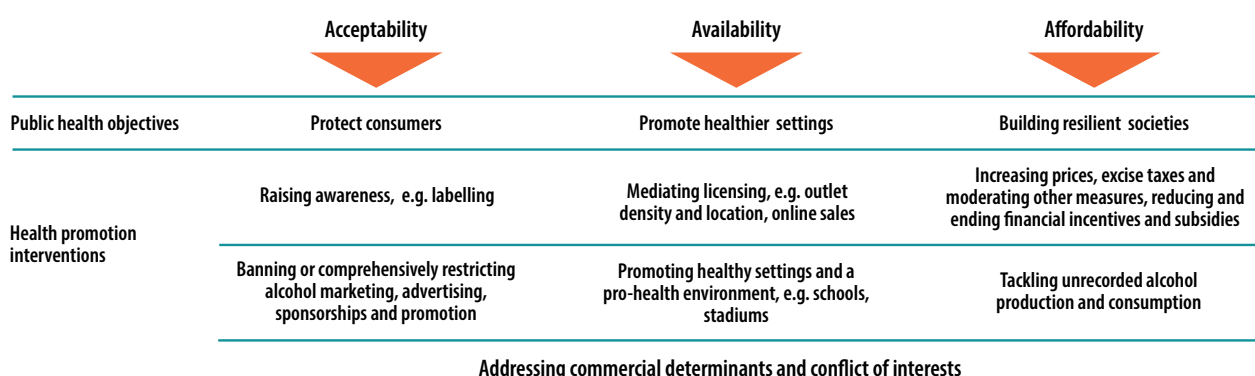 Acceptability
Availability
Affordability
Public health objectives
Protect consumers
Promote healthier settings
Building resilient societies
Health promotion
interventions
Raising awareness, e.g. labelling
Mediating licensing, e.g. outlet
density and location, online sales
Increasing prices, excise taxes and
moderating other measures, reducing and
ending financial incentives and subsidies
Banning or comprehensively restricting
alcohol marketing, advertising,
sponsorships and promotion
Promoting healthy settings and a
pro-health environment, e.g. schools,
stadiums
Tackling unrecorded alcohol
production and consumption
Addressing commercial determinants and conflict of interests